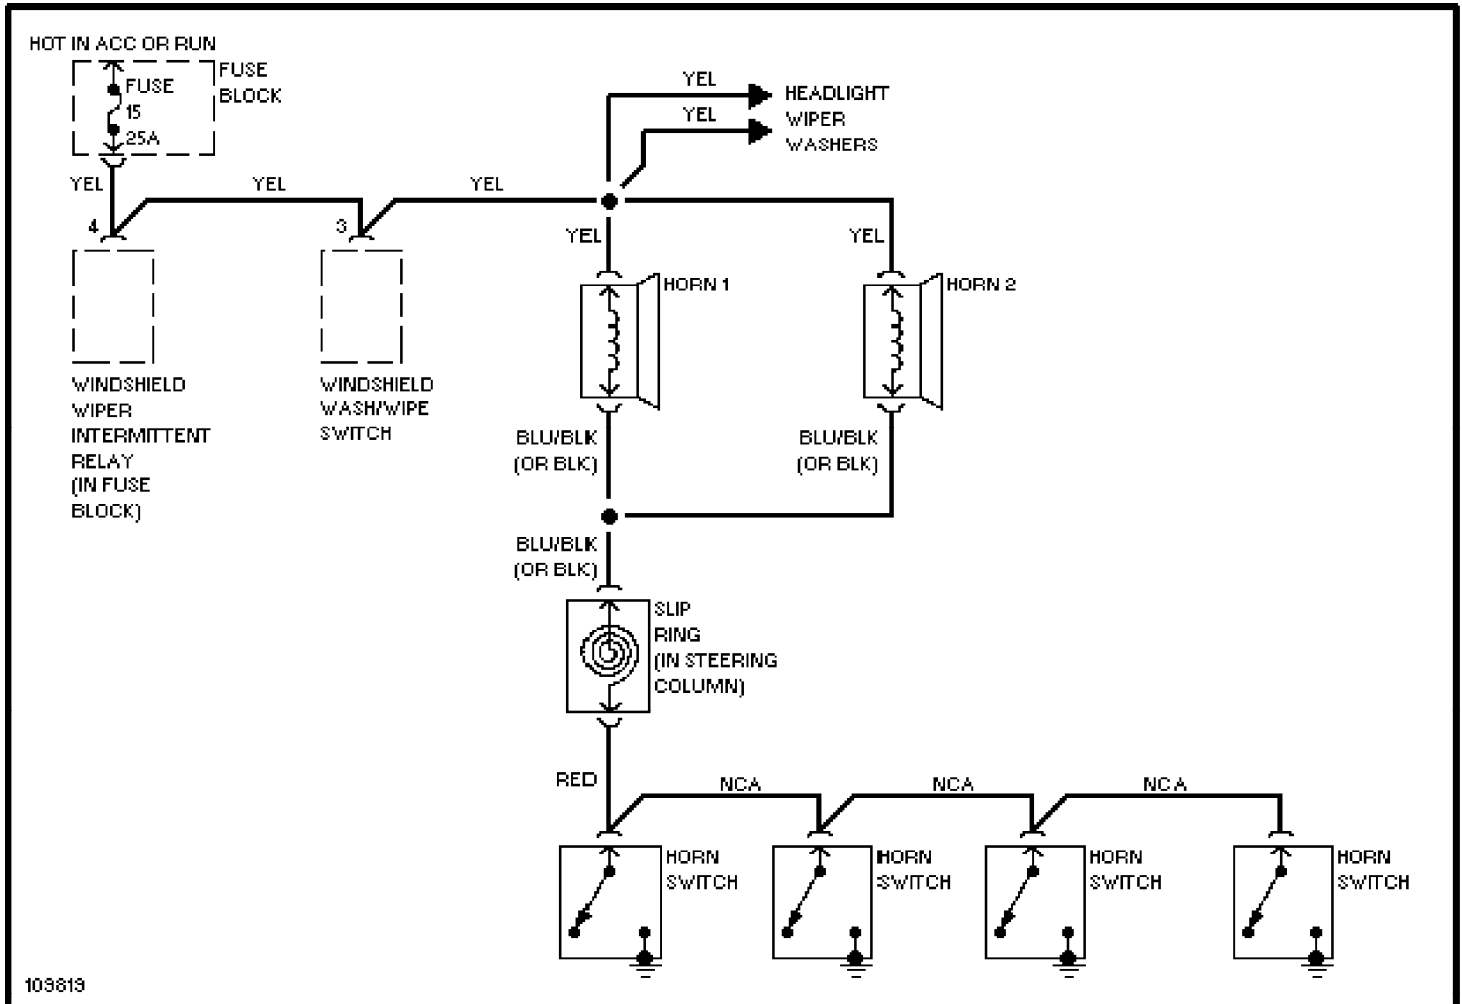 HOT IN ACC OR RUN
FUSE
BLOCK
FUSE
15
25A
YEL
YEL
YEL
YEL
YEL
HEADLIGHT
WIPER
WASHERS
4
3
YEL
YEL
HORN 1
HORN 2
WINDSHIELD
WIPER
INTERMITTENT
RELAY
(IN FUSE
BLOCK)
WINDSHIELD
WASH/WIPE
SWITCH
BLU/BLK
(OR BLK)
BLU/BLK
(OR BLK)
BLU/BLK
(OR BLK)
SLIP
RING
(IN STEERING
COLUMN)
RED
NCA
NCA
NCA
HORN
SWITCH
HORN
SWITCH
HORN
SWITCH
HORN
SWITCH
109819